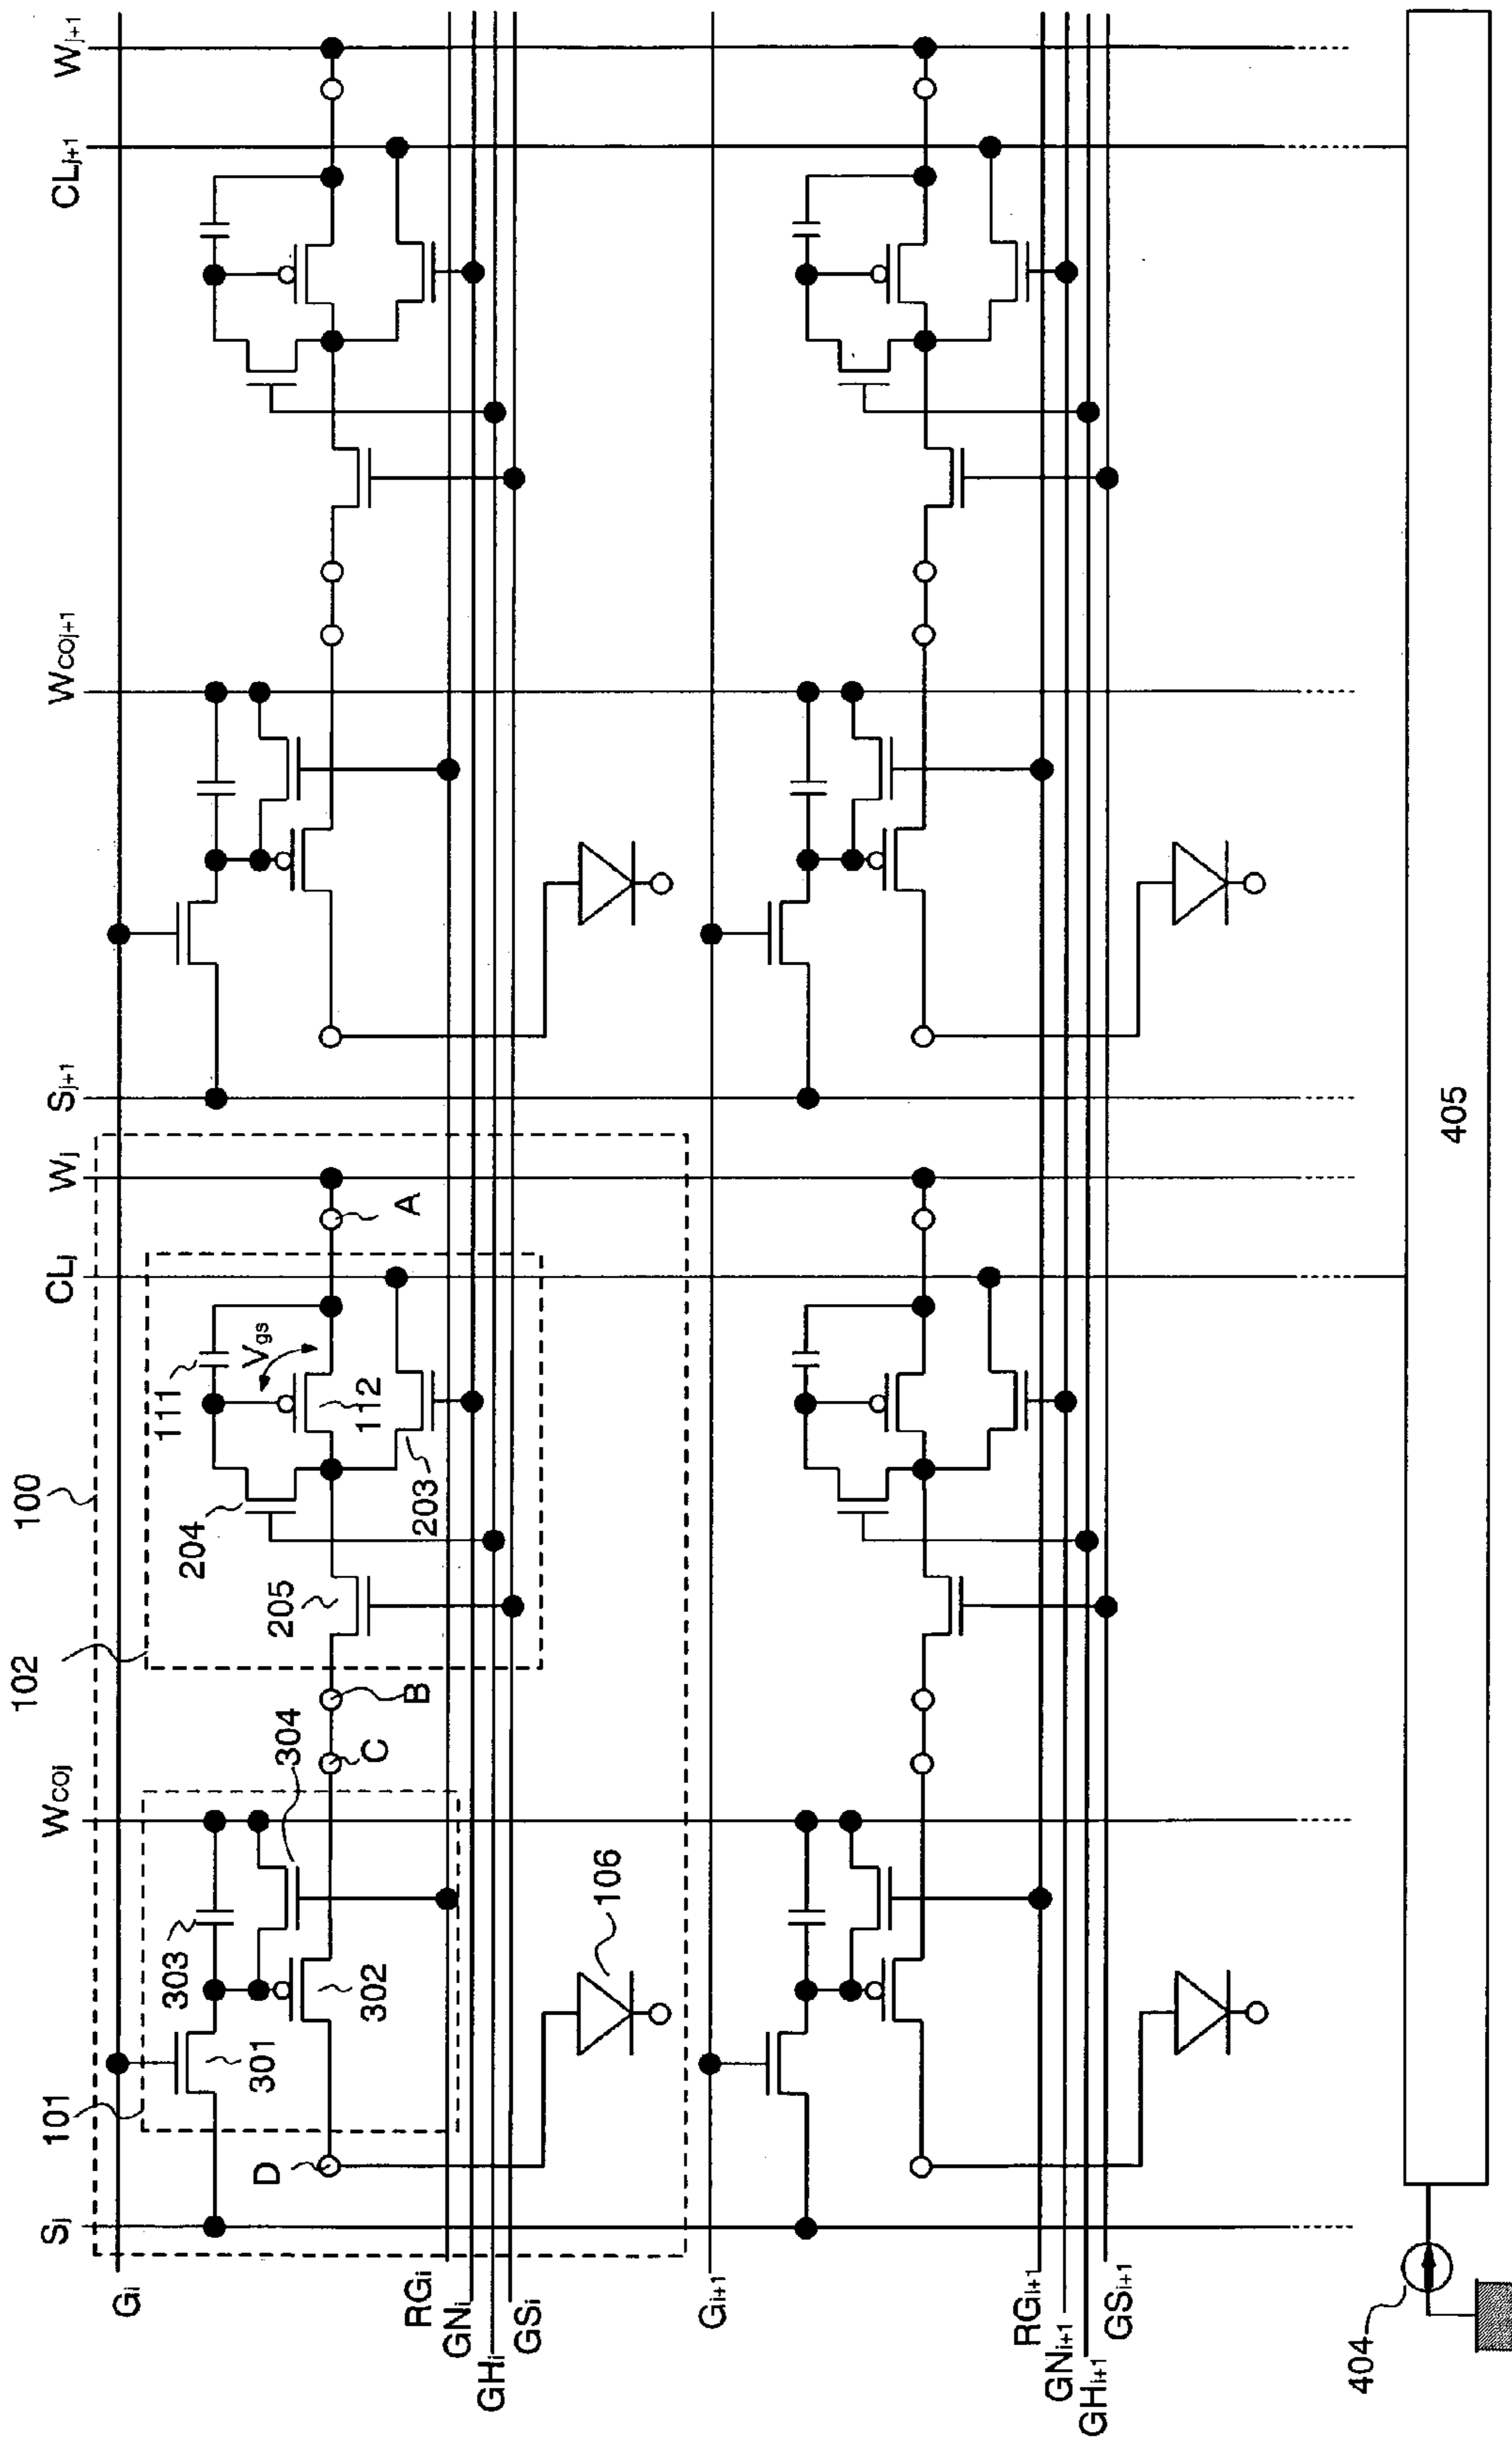 100
102
101
Sj
Wcoj
CLj
Wj
Sj+1
Wcoj+1
CLj+1
Wj+1
Gi
301
303
304
302
D
C
B
205
204
203
111
112
Vgs
A
106
RGi
GNi
GHi
GSi
Gi+1
RGi+1
GNi+1
GHi+1
GSi+1
404
405